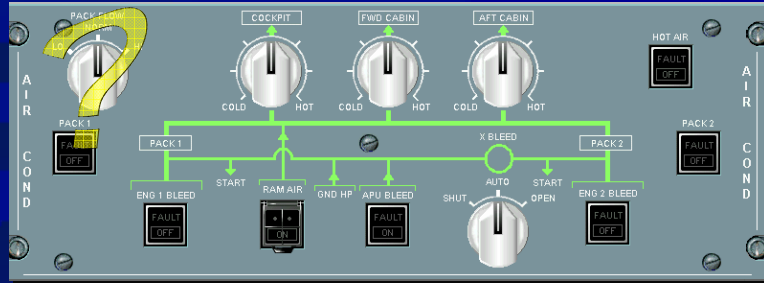 PACK FLOW
NORM
LO
HI
COCKPIT
FWD CABIN
AFT CABIN
HOT AIR
FAULT
OFF
COLD
HOT
COLD
HOT
COLD
HOT
AIR COND
AIR COND
PACK 1
FAULT
OFF
PACK 1
X BLEED
PACK 2
PACK 2
FAULT
OFF
START
RAM AIR
GND HP
APU BLEED
AUTO
START
ENG 1 BLEED
SHUT
OPEN
ENG 2 BLEED
FAULT
OFF
ON
FAULT
ON
FAULT
OFF
?